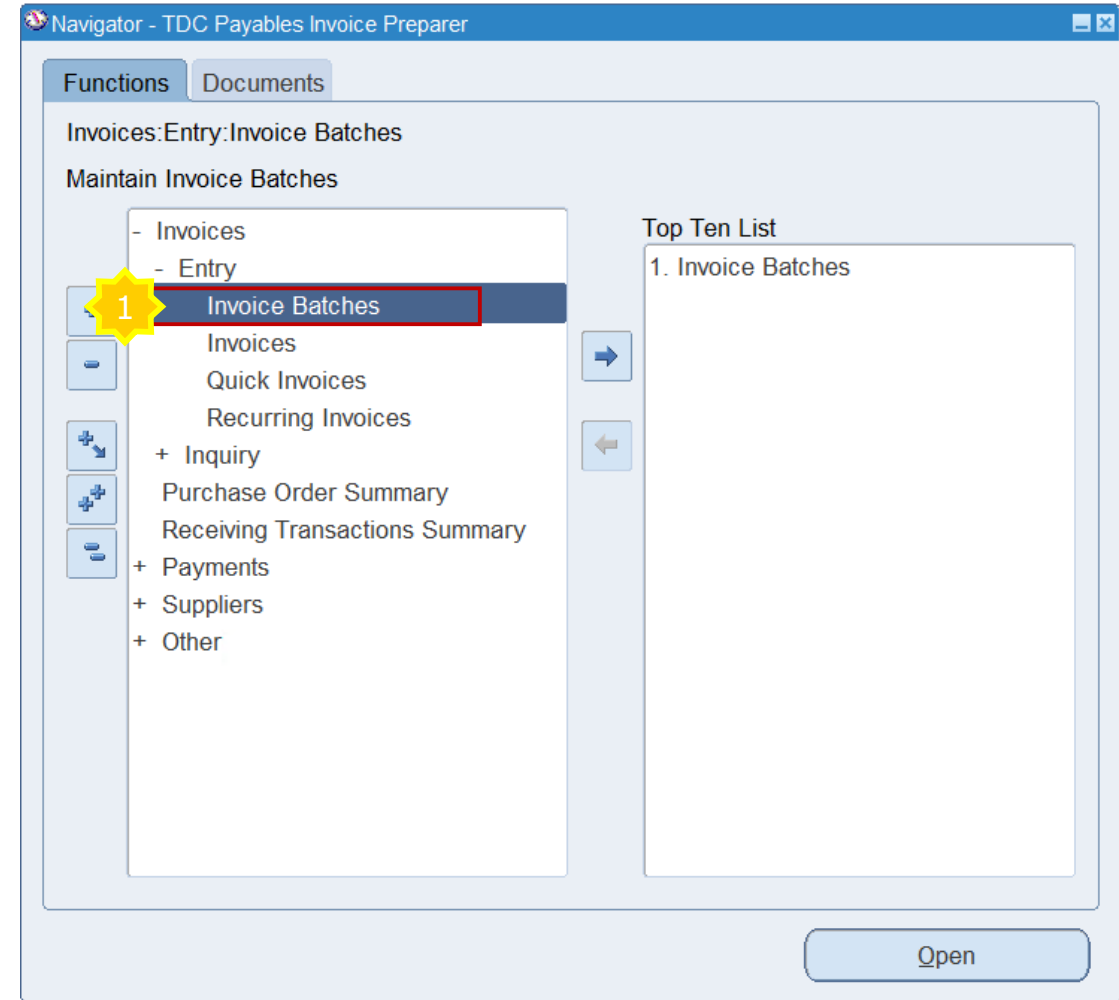 Navigator - TDC Payables Invoice Preparer
Functions Documents
Invoices:Entry:Invoice Batches
Maintain Invoice Batches
- Invoices
- Entry
1 Invoice Batches
Invoices
Quick Invoices
Recurring Invoices
+ Inquiry
Purchase Order Summary
Receiving Transactions Summary
+ Payments
+ Suppliers
+ Other
Top Ten List
1. Invoice Batches
Open